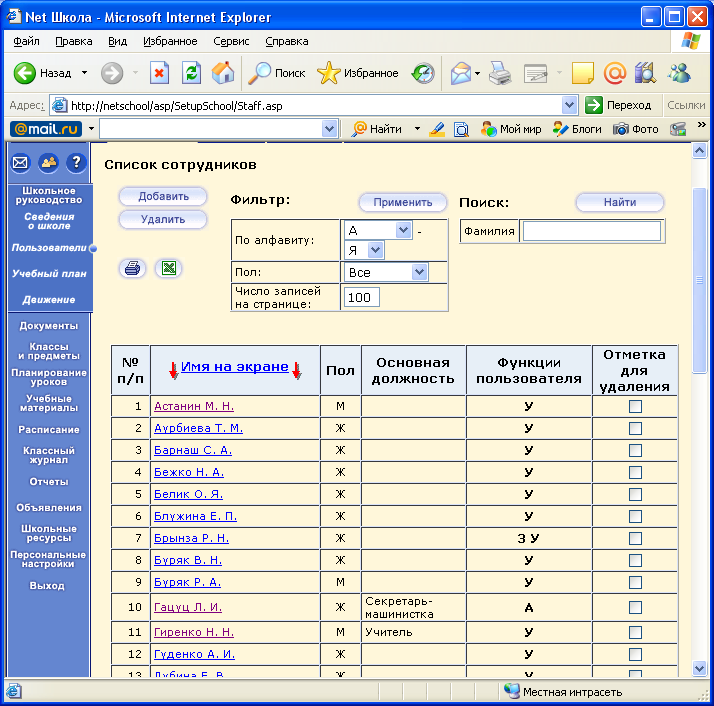 Net Школа - Microsoft Internet Explorer
Файл Правка Вид Избранное Сервис Справка
Назад Поиск Избранное
Адрес: http://netschool/asp/SetupSchool/Staff.asp Переход Ссылки
@mail.ru Найти Мой мир Блоги Фото »
?
Школьное
руководство
Сведения
о школе
Пользователи
Учебный план
Движение
Документы
Классы
и предметы
Планирование
уроков
Учебные
материалы
Расписание
Классный
журнал
Отчеты
Объявления
Школьные
ресурсы
Персональные
настройки
Выход
Список сотрудников
Добавить
Удалить
Фильтр: Применить
По алфавиту: А -
Я
Пол: Все
Число записей
на странице: 100
Поиск: Найти
Фамилия
№
п/п Имя на экране Пол Основная
должность Функции
пользователя Отметка
для
удаления
1 Астанин М. Н. М У
2 Аурбиева Т. М. Ж У
3 Барнаш С. А. Ж У
4 Бежко Н. А. Ж У
5 Белик О. Я. Ж У
6 Блужина Е. П. Ж У
7 Брынза Р. Н. Ж З У
8 Буряк В. Н. Ж У
9 Буряк Р. А. М У
10 Гацуц Л. И. Ж Секретарь-
машинистка А
11 Гиренко Н. Н. М Учитель У
12 Гуденко А. И. Ж У
13 Дубина Е. В. Ж У
Местная интрасеть